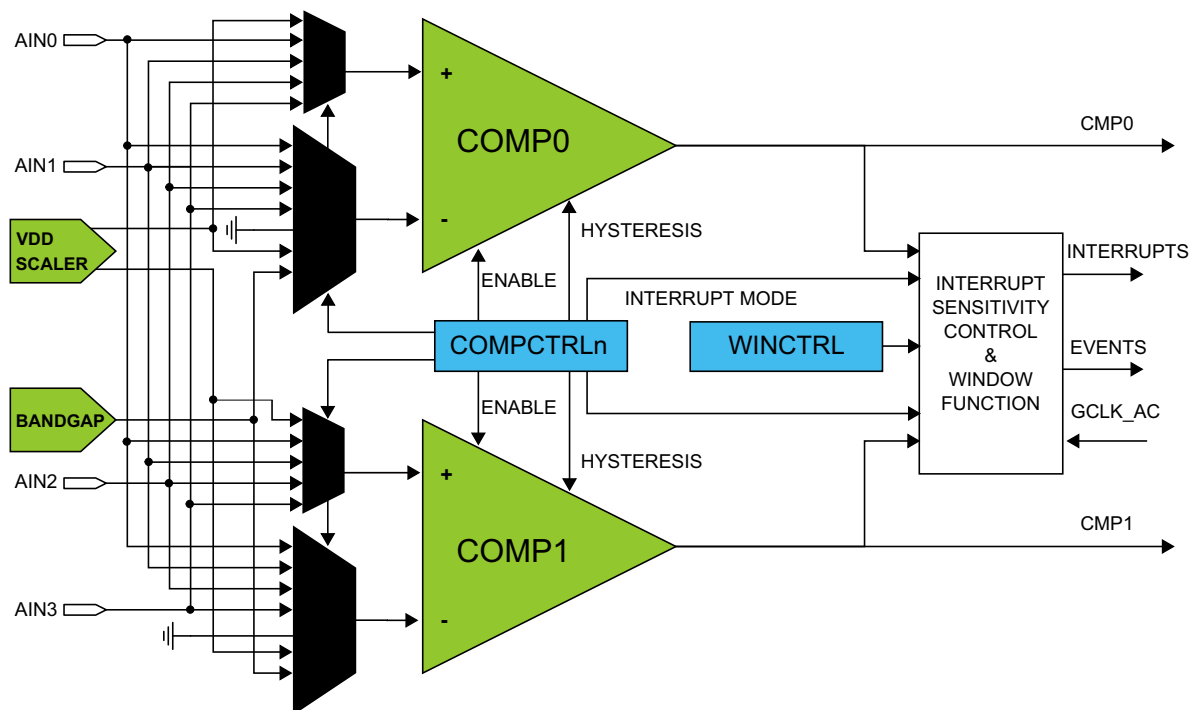 AIN0
+
COMP0
CMP0
AIN1
-
HYSTERESIS
VDD
SCALER
ENABLE
INTERRUPT MODE
INTERRUPTS
INTERRUPT
SENSITIVITY
CONTROL
&
WINDOW
FUNCTION
COMPCTRLn
WINCTRL
EVENTS
BANDGAP
ENABLE
GCLK_AC
HYSTERESIS
AIN2
+
COMP1
CMP1
AIN3
-